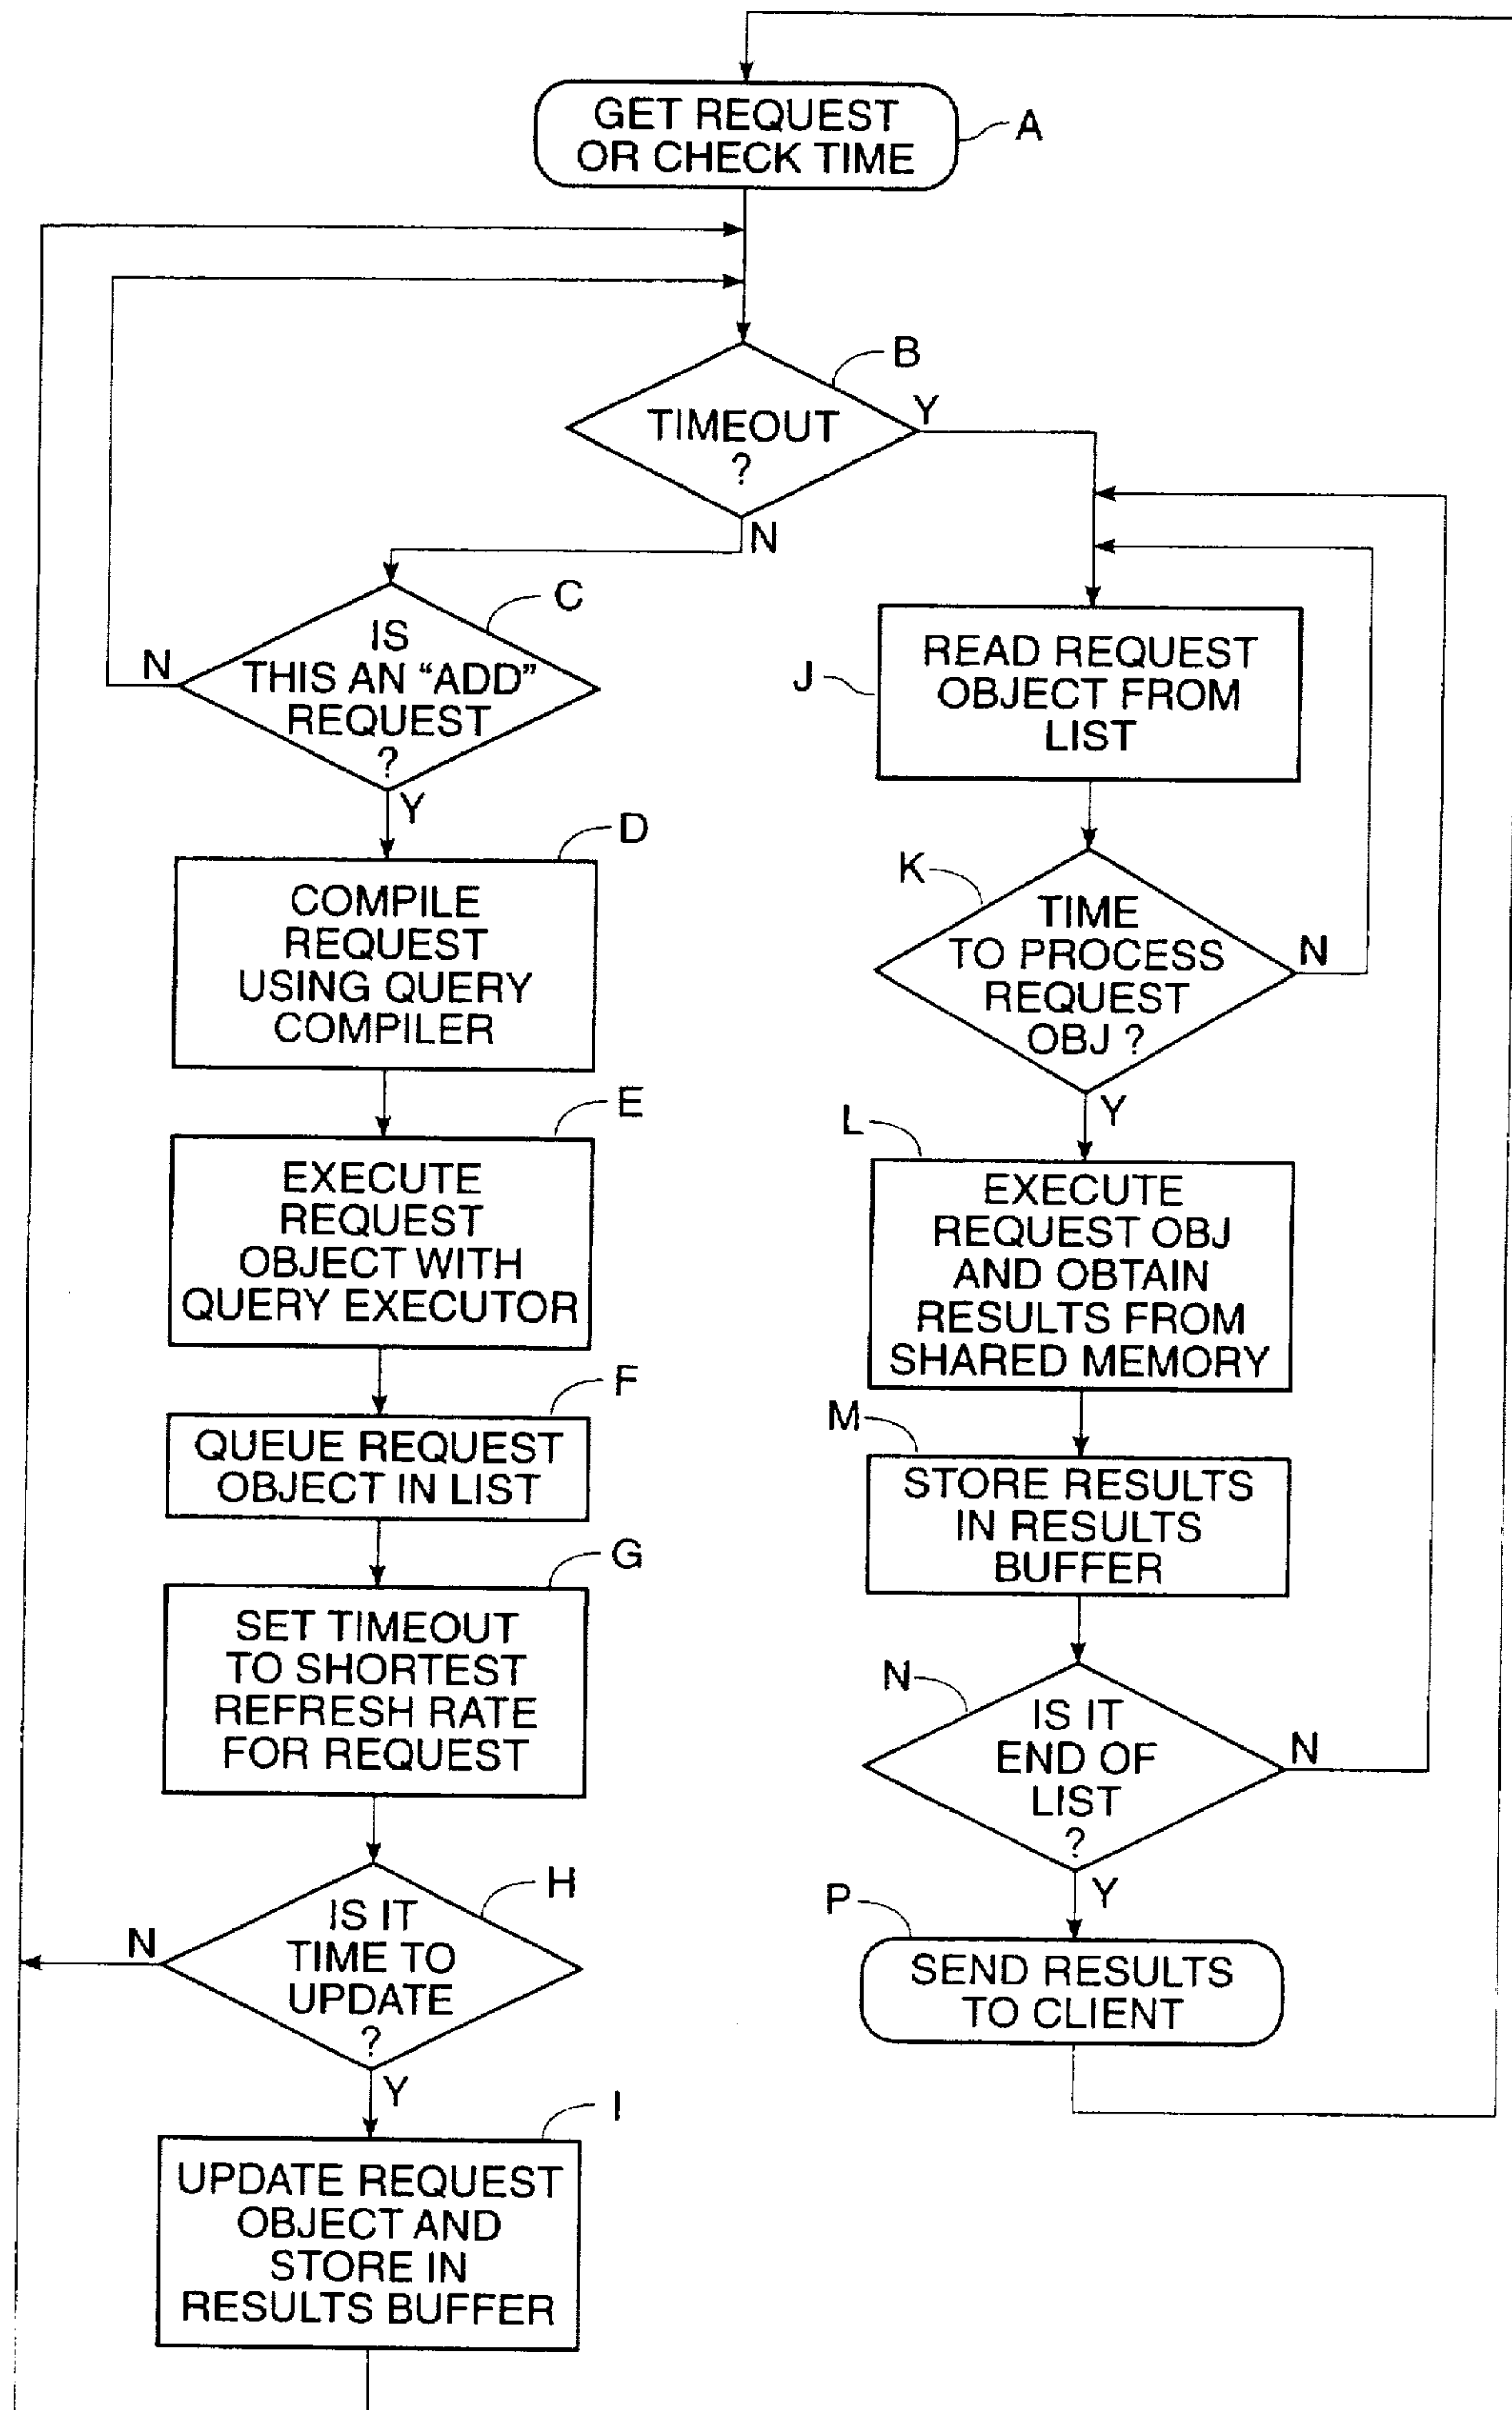 GET REQUEST
OR CHECK TIME
A
B
TIMEOUT
?
Y
N
C
IS
THIS AN “ADD”
REQUEST
?
N
Y
D
COMPILE
REQUEST
USING QUERY
COMPILER
E
EXECUTE
REQUEST
OBJECT WITH
QUERY EXECUTOR
F
QUEUE REQUEST
OBJECT IN LIST
G
SET TIMEOUT
TO SHORTEST
REFRESH RATE
FOR REQUEST
H
IS IT
TIME TO
UPDATE
?
N
Y
I
UPDATE REQUEST
OBJECT AND
STORE IN
RESULTS BUFFER
J
READ REQUEST
OBJECT FROM
LIST
K
TIME
TO PROCESS
REQUEST
OBJ ?
N
Y
L
EXECUTE
REQUEST OBJ
AND OBTAIN
RESULTS FROM
SHARED MEMORY
M
STORE RESULTS
IN RESULTS
BUFFER
N
IS IT
END OF
LIST
?
N
Y
P
SEND RESULTS
TO CLIENT